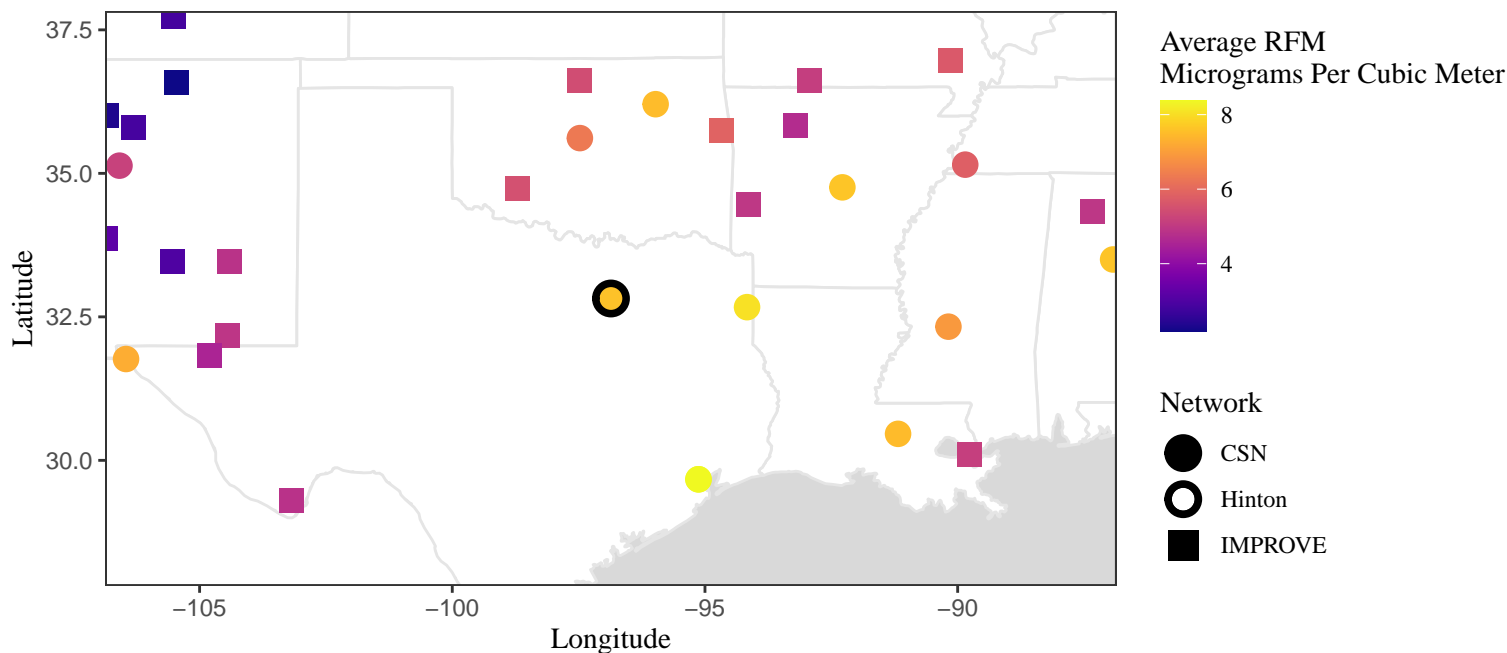 37.5
35.0
32.5
30.0
Latitude
−105
−100
−95
−90
Longitude
Average RFM
Micrograms Per Cubic Meter
8
6
4
Network
CSN
Hinton
IMPROVE